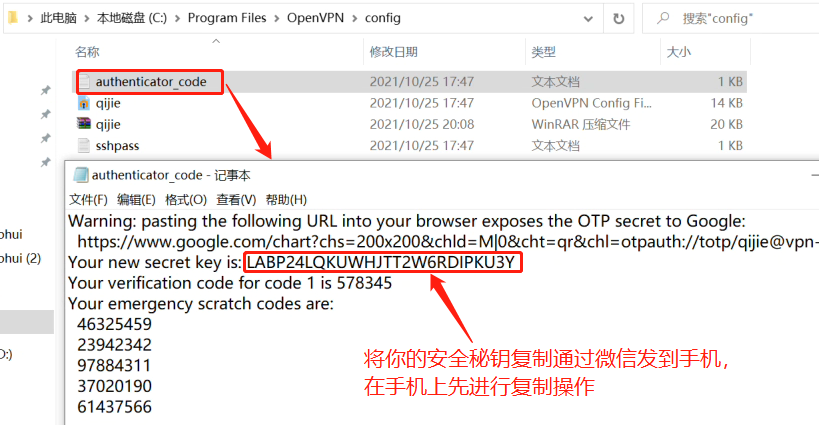 此电脑 > 本地磁盘 (C:) > Program Files > OpenVPN > config
搜索"config"
名称 修改日期 类型 大小
authenticator_code 2021/10/25 17:47 文本文档 1 KB
qijie 2021/10/25 17:47 OpenVPN Config Fi... 14 KB
qijie 2021/10/25 20:08 WinRAR 压缩文件 20 KB
sshpass 2021/10/25 17:47 文本文档 1 KB
authenticator_code - 记事本
文件(F) 编辑(E) 格式(O) 查看(V) 帮助(H)
Warning: pasting the following URL into your browser exposes the OTP secret to Google:
https://www.google.com/chart?chs=200x200&chld=M|0&cht=qr&chl=otpauth://totp/qijie@vpn-
Your new secret key is: LABP24LQKUWHJTT2W6RDIPKU3Y
Your verification code for code 1 is 578345
Your emergency scratch codes are:
46325459
23942342
97884311
37020190
61437566
将你的安全秘钥复制通过微信发到手机，
在手机上先进行复制操作
ohui
ohui (2)
D:)